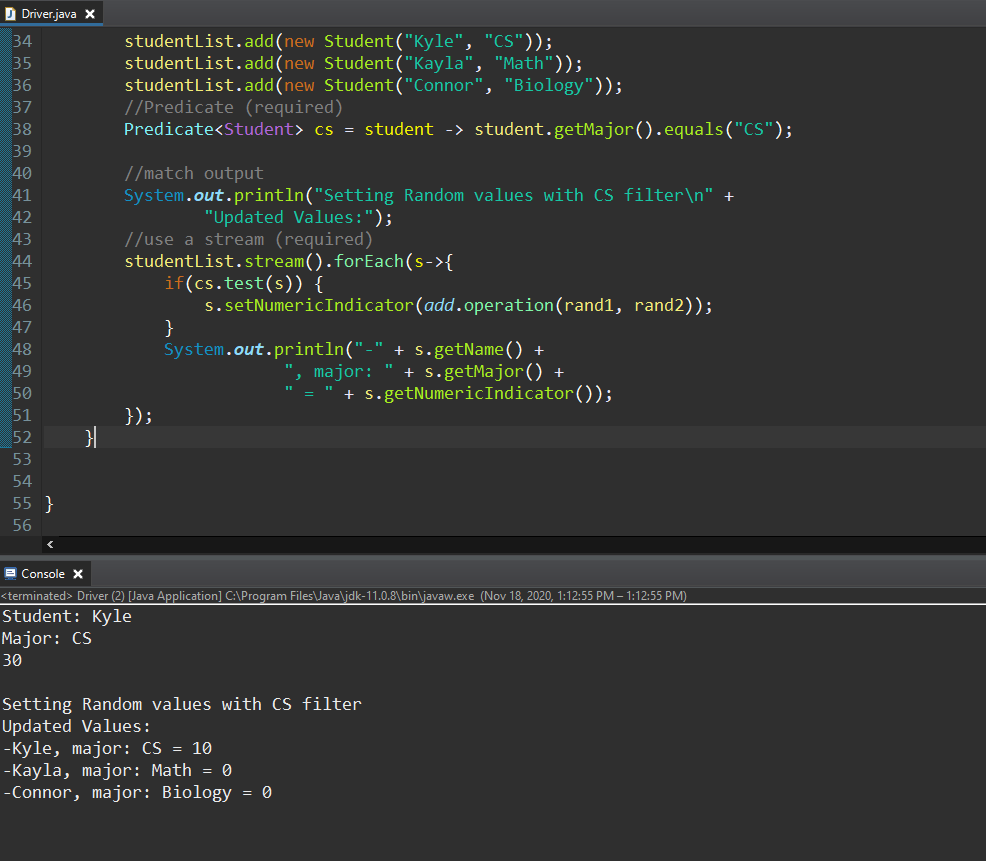 Driver.java
34 studentList.add(new Student("Kyle", "CS"));
35 studentList.add(new Student("Kayla", "Math"));
36 studentList.add(new Student("Connor", "Biology"));
37 //Predicate (required)
38 Predicate<Student> cs = student -> student.getMajor().equals("CS");
39
40 //match output
41 System.out.println("Setting Random values with CS filter\n" +
42 "Updated Values:");
43 //use a stream (required)
44 studentList.stream().forEach(s->{
45 if(cs.test(s)) {
46 s.setNumericIndicator(add.operation(rand1, rand2));
47 }
48 System.out.println("-" + s.getName() +
49 ", major: " + s.getMajor() +
50 " = " + s.getNumericIndicator());
51 });
52 }
53
54
55 }
56
Console
<terminated> Driver (2) [Java Application] C:\Program Files\Java\jdk-11.0.8\bin\javaw.exe (Nov 18, 2020, 1:12:55 PM – 1:12:55 PM)
Student: Kyle
Major: CS
30
Setting Random values with CS filter
Updated Values:
-Kyle, major: CS = 10
-Kayla, major: Math = 0
-Connor, major: Biology = 0